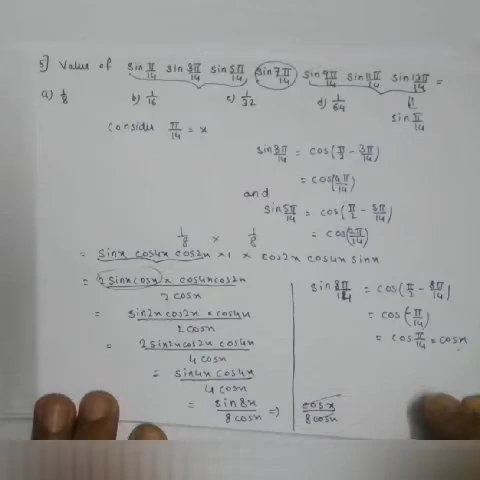 5] Value of sin π/14 sin 3π/14 sin 5π/14 sin 7π/14 sin 9π/14 sin 11π/14 sin 13π/14 =
a) 1/8 b) 1/16 c) 1/32 d) 1/64
sin π/14
Consider π/14 = x
sin 3π/14 = cos(π/2 - 3π/14)
= cos(4π/14)
and
sin 5π/14 = cos(π/2 - 5π/14)
= cos(2π/14)
1/8 × 1/8
= sinx cos4x cos2x × 1 × cos2x cos4x sinx
= 2 sinx cosx × cos4x cos2x / 2 cosx
= sin2x cos2x × cos4x / 2 cosx
= 2 sin2x cos2x cos4x / 4 cosx
= sin4x cos4x / 4 cosx
= sin8x / 8 cosx => cosx / 8 cosx
sin 8π/14 = cos(π/2 - 8π/14)
= cos(-π/14)
= cos π/14 = cosx